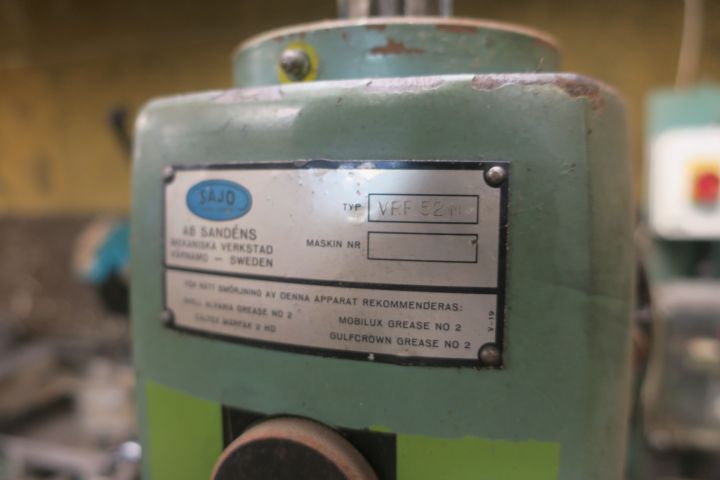 SAJO
AB SANDÉNS
MEKANISKA VERKSTAD
VÄRNAMO — SWEDEN
TYP VRF 52 M
MASKIN NR
FÖR RÄTT SMÖRJNING AV DENNA APPARAT REKOMMENDERAS:
SHELL ALVANIA GREASE NO 2
CALTEX MARFAK 2 HD
MOBILUX GREASE NO 2
GULFCROWN GREASE NO 2
V-19